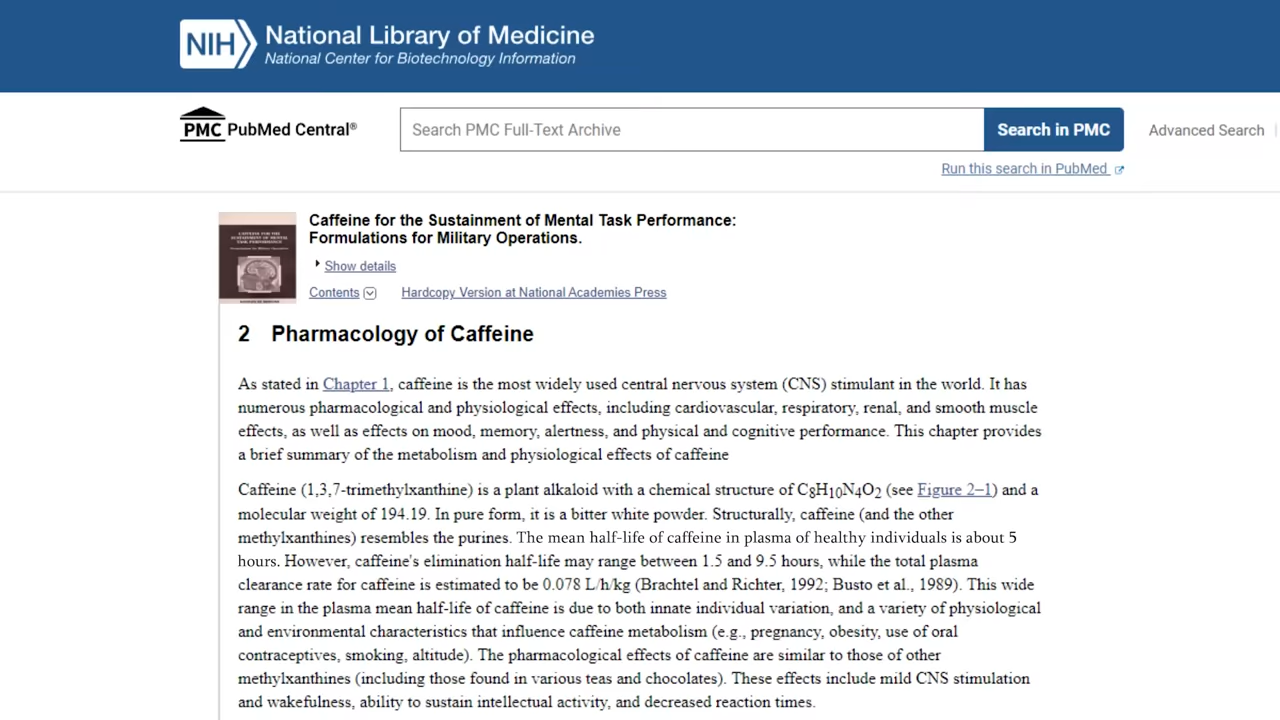 NIH National Library of Medicine
National Center for Biotechnology Information
PMC PubMed Central®
Search PMC Full-Text Archive
Search in PMC
Advanced Search
Run this search in PubMed
CAFFEINE FOR THE
SUSTAINMENT OF MENTAL
TASK PERFORMANCE
Caffeine for the Sustainment of Mental Task Performance:
Formulations for Military Operations.
Show details
Contents
Hardcopy Version at National Academies Press
2 Pharmacology of Caffeine
As stated in Chapter 1, caffeine is the most widely used central nervous system (CNS) stimulant in the world. It has
numerous pharmacological and physiological effects, including cardiovascular, respiratory, renal, and smooth muscle
effects, as well as effects on mood, memory, alertness, and physical and cognitive performance. This chapter provides
a brief summary of the metabolism and physiological effects of caffeine
Caffeine (1,3,7-trimethylxanthine) is a plant alkaloid with a chemical structure of C8H10N4O2 (see Figure 2–1) and a
molecular weight of 194.19. In pure form, it is a bitter white powder. Structurally, caffeine (and the other
methylxanthines) resembles the purines. The mean half-life of caffeine in plasma of healthy individuals is about 5
hours. However, caffeine's elimination half-life may range between 1.5 and 9.5 hours, while the total plasma
clearance rate for caffeine is estimated to be 0.078 L/h/kg (Brachtel and Richter, 1992; Busto et al., 1989). This wide
range in the plasma mean half-life of caffeine is due to both innate individual variation, and a variety of physiological
and environmental characteristics that influence caffeine metabolism (e.g., pregnancy, obesity, use of oral
contraceptives, smoking, altitude). The pharmacological effects of caffeine are similar to those of other
methylxanthines (including those found in various teas and chocolates). These effects include mild CNS stimulation
and wakefulness, ability to sustain intellectual activity, and decreased reaction times.